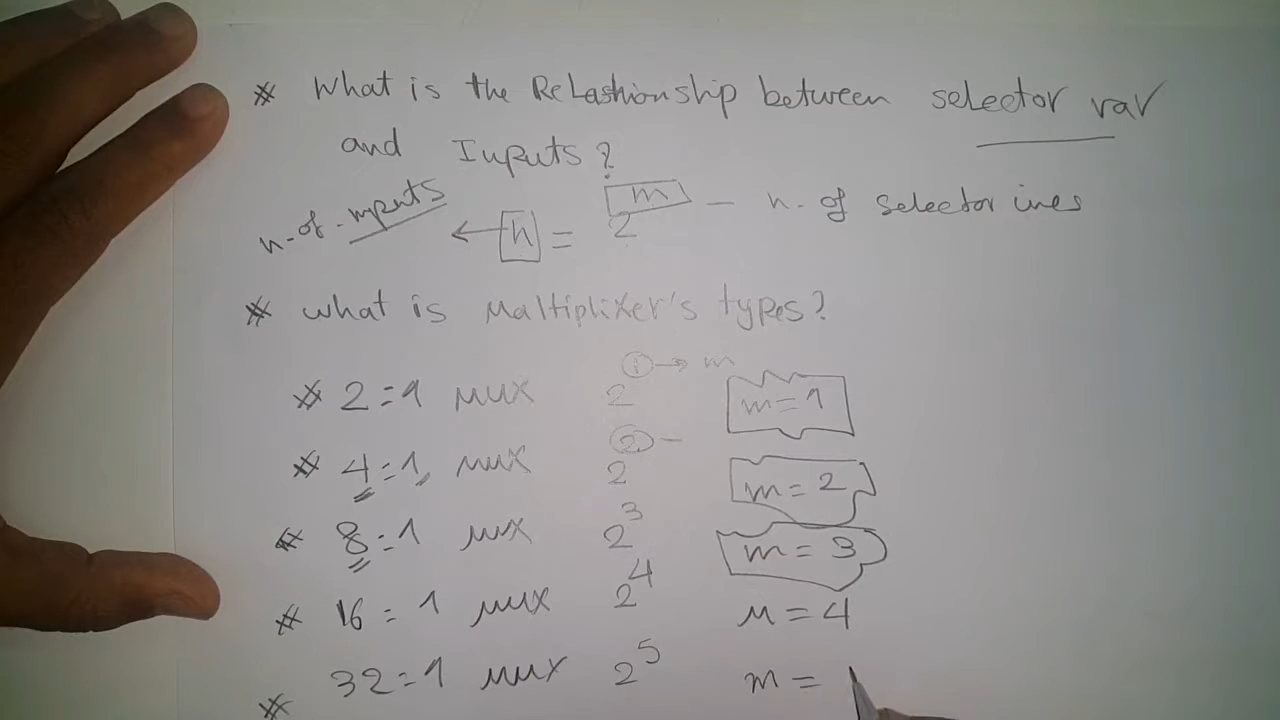 * What is the Relashionship between selector var
and Inputs?
n. of. inputs ← n = 2^m — n. of selector ines
* what is Maltiplixer's types?
* 2=1 mux 2^1 → m m=1
* 4=1, mux 2^2 – m=2
* 8=1 mux 2^3 m=3
* 16=1 mux 2^4 m=4
* 32=1 mux 2^5 m=